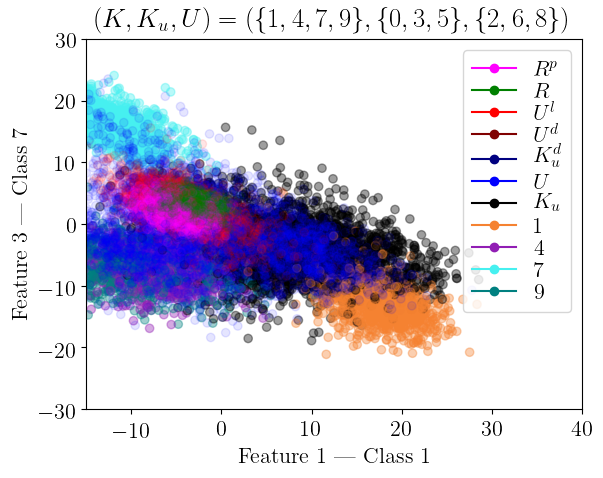 (K, K_u, U) = ({1, 4, 7, 9}, {0, 3, 5}, {2, 6, 8})
30
20
10
0
−10
−20
−30
Feature 3 — Class 7
R^p
R
U^l
U^d
K_u^d
U
K_u
1
4
7
9
−10 0 10 20 30 40
Feature 1 — Class 1